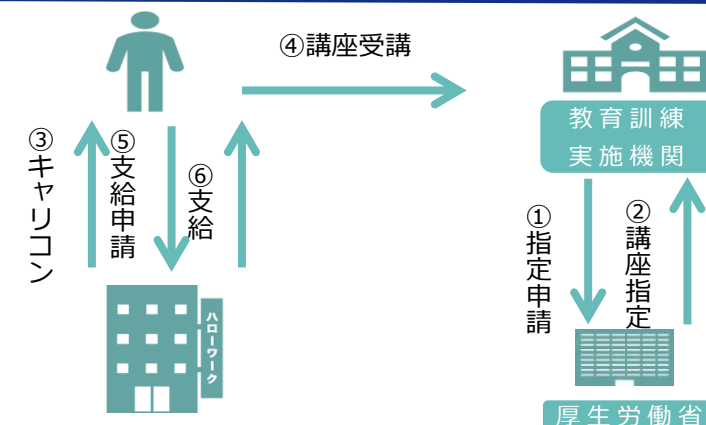 ④講座受講
教育訓練
実施機関
③キャリコン
⑤支給申請
⑥支給
①指定申請
②講座指定
ハローワーク
厚生労働省